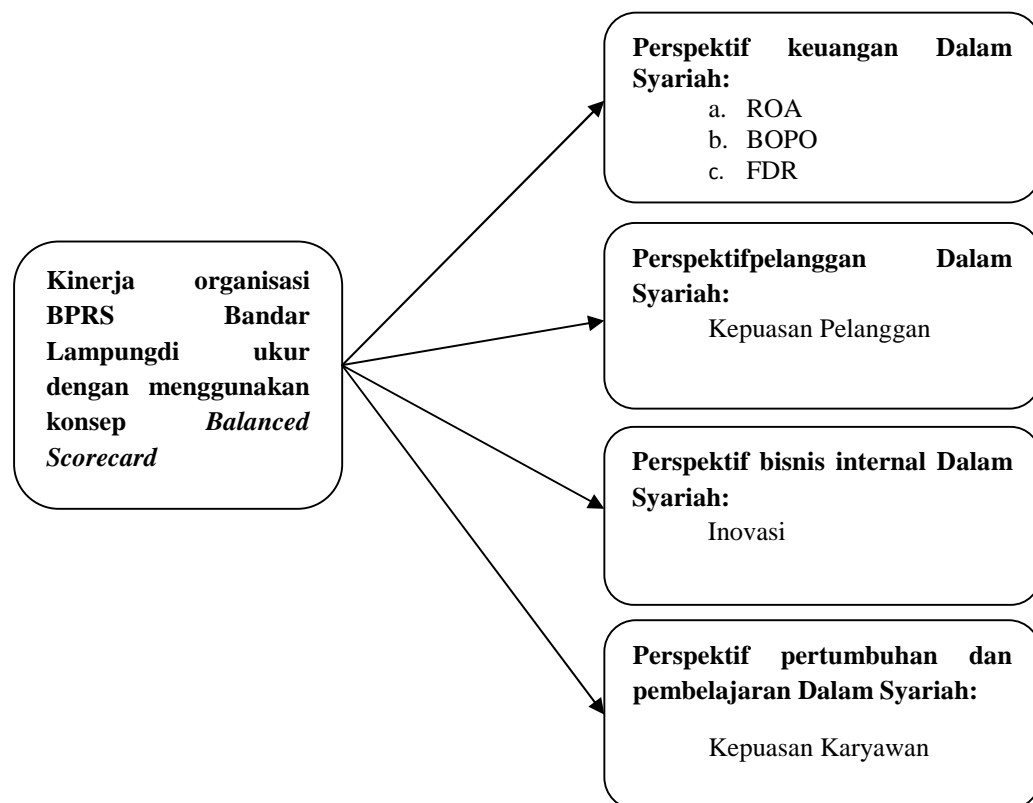 Perspektif keuangan Dalam
Syariah:
a. ROA
b. BOPO
c. FDR
Kinerja organisasi
BPRS Bandar
Lampungdi ukur
dengan menggunakan
konsep Balanced
Scorecard
Perspektifpelanggan Dalam
Syariah:
Kepuasan Pelanggan
Perspektif bisnis internal Dalam
Syariah:
Inovasi
Perspektif pertumbuhan dan
pembelajaran Dalam Syariah:
Kepuasan Karyawan